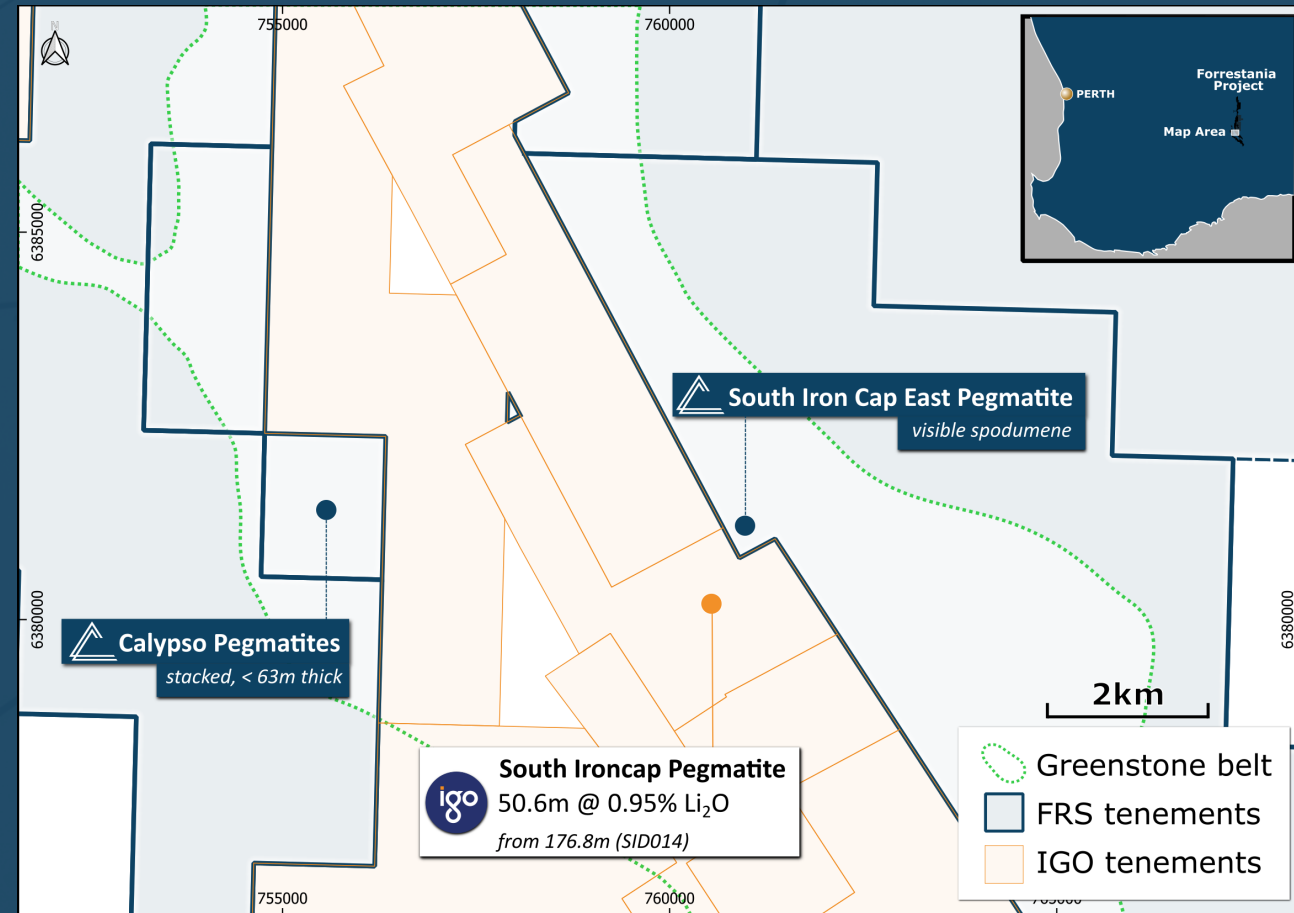 N
755000
760000
6385000
Forrestania
Project
PERTH
Map Area
South Iron Cap East Pegmatite
visible spodumene
Calypso Pegmatites
stacked, < 63m thick
6380000
6380000
2km
igo
South Ironcap Pegmatite
50.6m @ 0.95% Li₂O
from 176.8m (SID014)
Greenstone belt
FRS tenements
IGO tenements
755000
760000